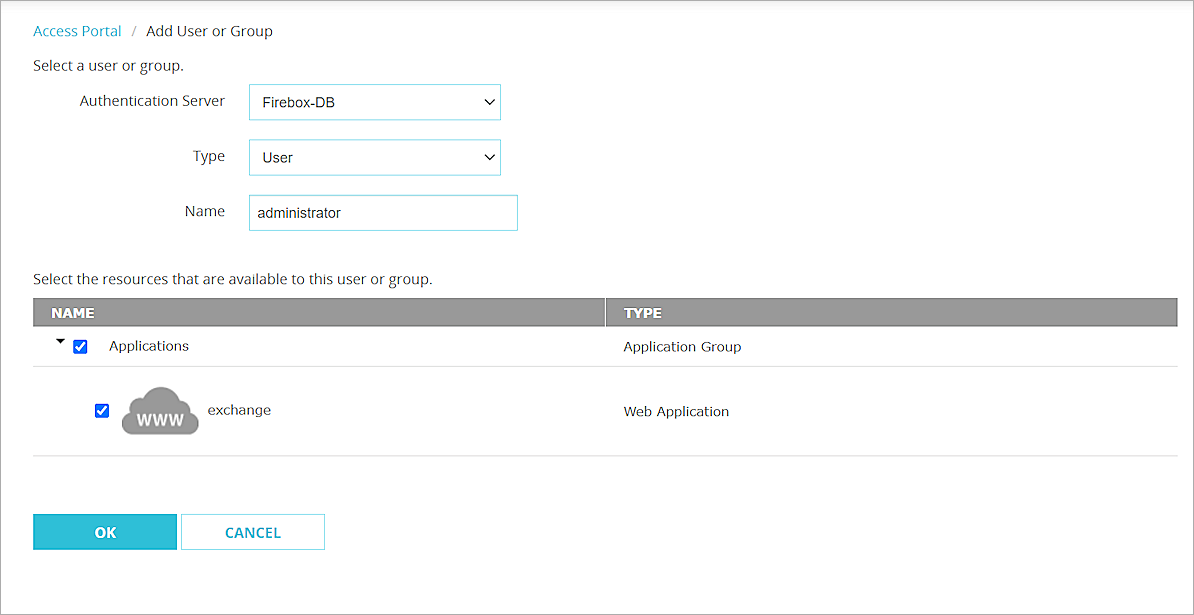 Access Portal / Add User or Group
Select a user or group.
Authentication Server Firebox-DB
Type User
Name administrator
Select the resources that are available to this user or group.
NAME TYPE
Applications Application Group
www exchange Web Application
OK CANCEL